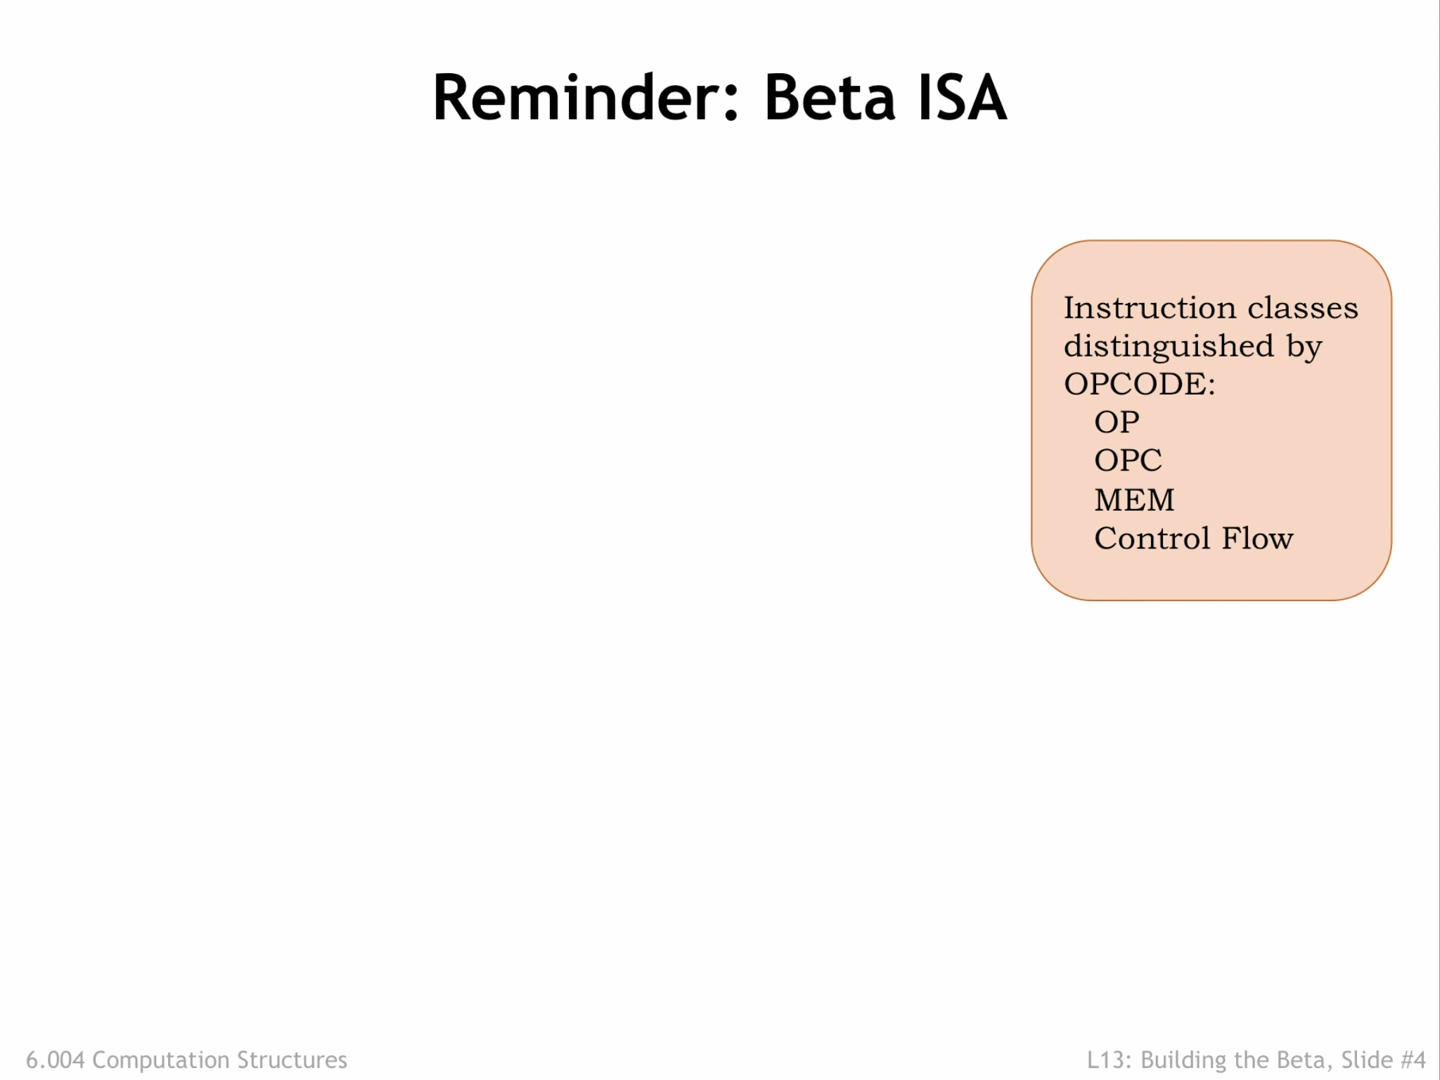 Reminder: Beta ISA
Instruction classes
distinguished by
OPCODE:
OP
OPC
MEM
Control Flow
6.004 Computation Structures
L13: Building the Beta, Slide #4